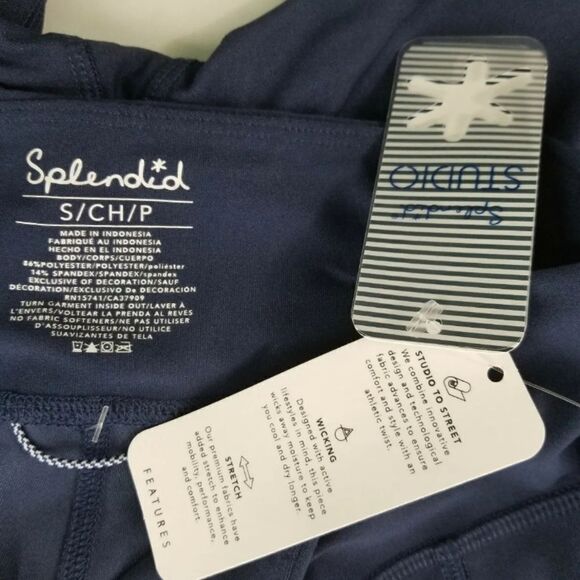 Splendid
S/CH/P
MADE IN INDONESIA
FABRIQUÉ AU INDONESIA
HECHO EN EL INDONESIA
BODY/CORPS/CUERPO
86%POLYESTER/POLYESTER/poliéster
14% SPANDEX/SPANDEX/spandex
EXCLUSIVE OF DECORATION/SAUF
DÉCORATION/EXCLUSIVO De DECORACIÓN
RN15741/CA37909
TURN GARMENT INSIDE OUT/LAVER À
L'ENVERS/VOLTEAR LA PRENDA AL REVÉS
NO FABRIC SOFTENERS/NE PAS UTILISER
D'ASSOUPLISSEUR/NO UTILICE
SUAVIZANTES DE TELA
Splendid
STUDIO
FEATURES
STRETCH
Our premium fabrics have
added stretch to enhance
mobility, performance,
and comfort.
WICKING
Designed with active
lifestyles in mind, this piece
wicks away moisture to keep
you cool and dry longer.
STUDIO TO STREET
We combine innovative
design and technological
fabric advances to ensure
comfort and style with an
athletic twist.